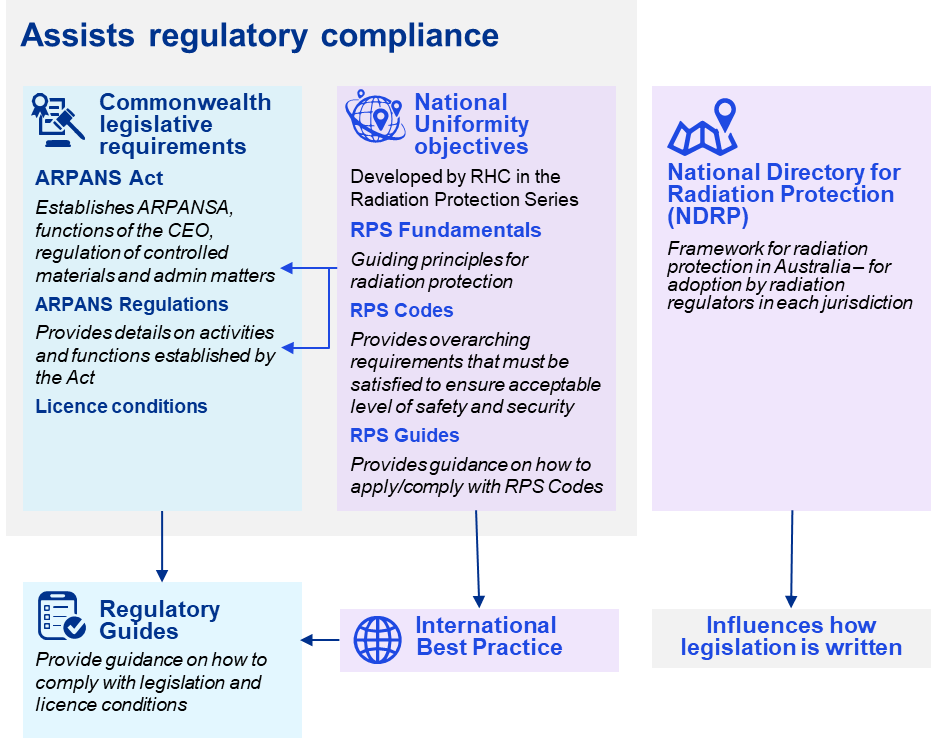 Assists regulatory compliance
Commonwealth
legislative
requirements
ARPANS Act
Establishes ARPANSA,
functions of the CEO,
regulation of controlled
materials and admin matters
ARPANS Regulations
Provides details on activities
and functions established by
the Act
Licence conditions
National
Uniformity
objectives
Developed by RHC in the
Radiation Protection Series
RPS Fundamentals
Guiding principles for
radiation protection
RPS Codes
Provides overarching
requirements that must be
satisfied to ensure acceptable
level of safety and security
RPS Guides
Provides guidance on how to
apply/comply with RPS Codes
National Directory for
Radiation Protection
(NDRP)
Framework for radiation
protection in Australia – for
adoption by radiation
regulators in each jurisdiction
Regulatory
Guides
Provide guidance on how to
comply with legislation and
licence conditions
International
Best Practice
Influences how
legislation is written